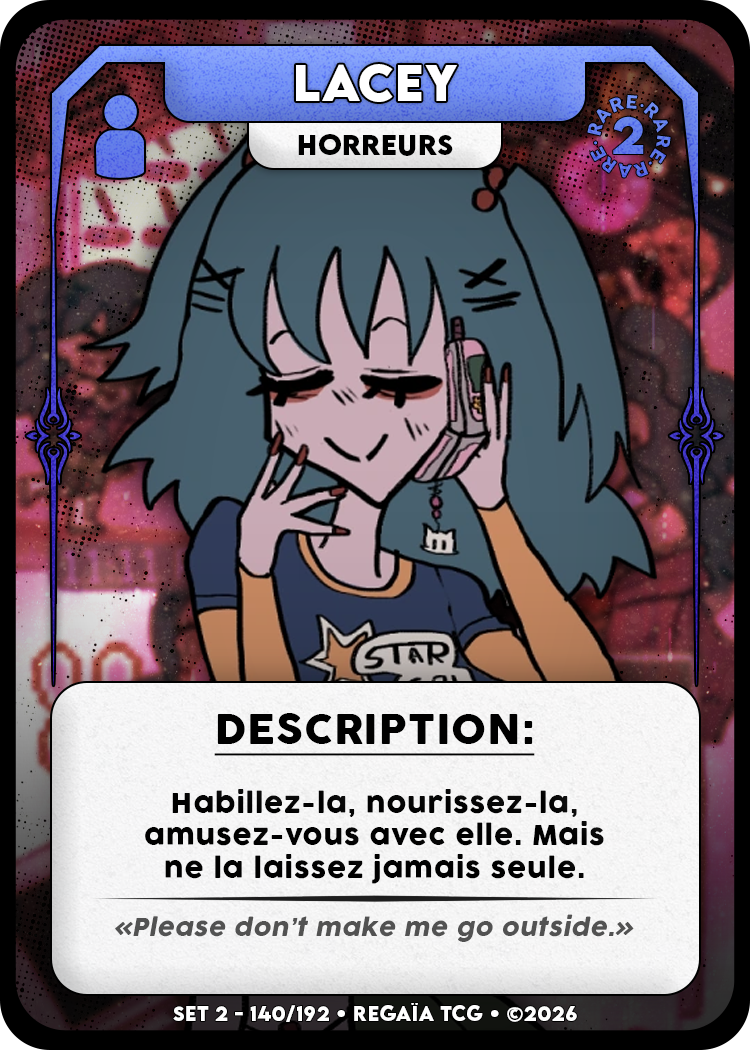 LACEY
HORREURS
RARE•RARE•RARE•RARE•
2
STAR
DESCRIPTION:
Habillez-la, nourissez-la,
amusez-vous avec elle. Mais
ne la laissez jamais seule.
«Please don't make me go outside.»
SET 2 - 140/192 • REGAÏA TCG • ©2026